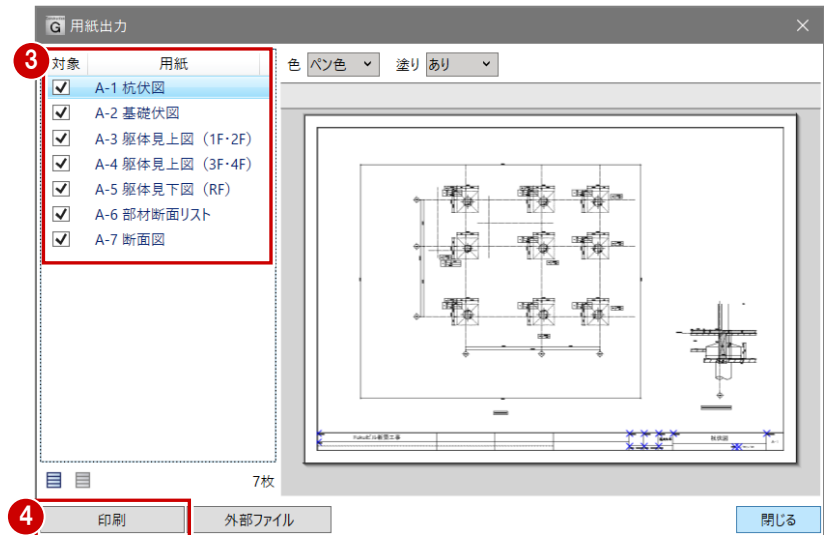 G 用紙出力
3
対象 用紙
色 ペン色 塗り あり
A-1 杭伏図
A-2 基礎伏図
A-3 躯体見上図（1F･2F）
A-4 躯体見上図（3F･4F）
A-5 躯体見下図（RF）
A-6 部材断面リスト
A-7 断面図
杭伏図
7枚
4
印刷 外部ファイル 閉じる